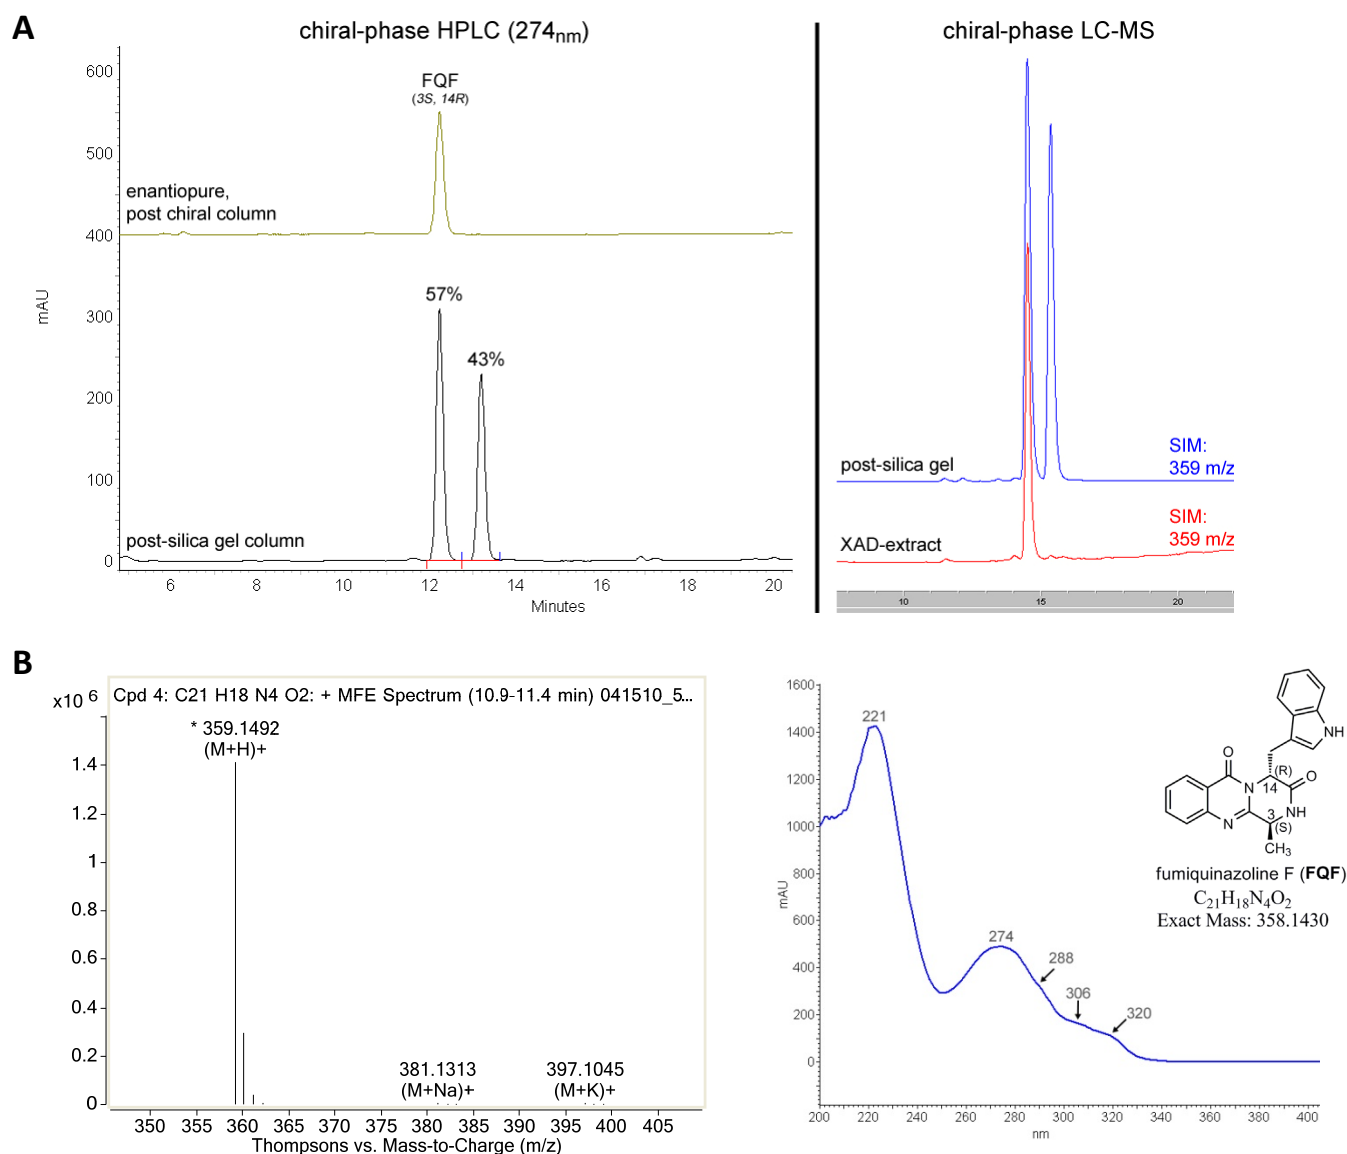 A
chiral-phase HPLC (274nm)
chiral-phase LC-MS
600
500
400
300
200
100
0
mAU
FQF
(3S, 14R)
enantiopure,
post chiral column
57%
43%
post-silica gel column
6 8 10 12 14 16 18 20
Minutes
post-silica gel
SIM:
359 m/z
XAD-extract
SIM:
359 m/z
10 15 20
B
x10 6
Cpd 4: C21 H18 N4 O2: + MFE Spectrum (10.9-11.4 min) 041510_5...
* 359.1492
(M+H)+
1.4
1.2
1
0.8
0.6
0.4
0.2
0
381.1313
(M+Na)+
397.1045
(M+K)+
350 355 360 365 370 375 380 385 390 395 400 405
Thompsons vs. Mass-to-Charge (m/z)
1600
1400
1200
1000
800
600
400
200
0
mAU
221
274
288
306
320
200 220 240 260 280 300 320 340 360 380 400
nm
NH
O
(R)
N
14
O
3
NH
N
(S)
CH3
fumiquinazoline F (FQF)
C21H18N4O2
Exact Mass: 358.1430